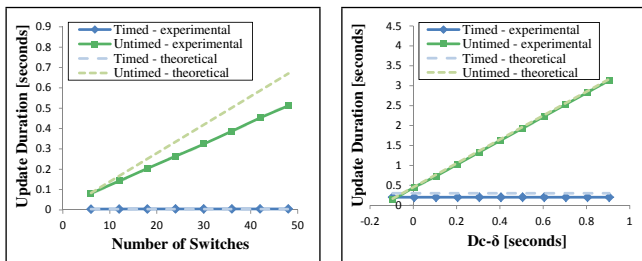 Update Duration [seconds]
0.9
0.8
0.7
0.6
0.5
0.4
0.3
0.2
0.1
0
Timed - experimental
Untimed - experimental
Timed - theoretical
Untimed - theoretical
0 10 20 30 40 50
Number of Switches
Update Duration [seconds]
4.5
4
3.5
3
2.5
2
1.5
1
0.5
0
Timed - experimental
Untimed - experimental
Timed - theoretical
Untimed - theoretical
-0.2 0 0.2 0.4 0.6 0.8 1
Dc-δ [seconds]